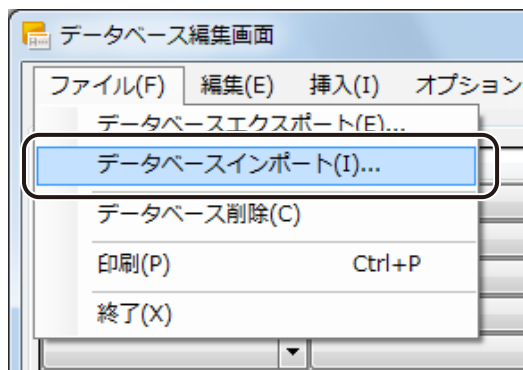 データベース編集画面
ファイル(F) 編集(E) 挿入(I) オプション
データベースエクスポート(E)...
データベースインポート(I)...
データベース削除(C)
印刷(P) Ctrl+P
終了(X)